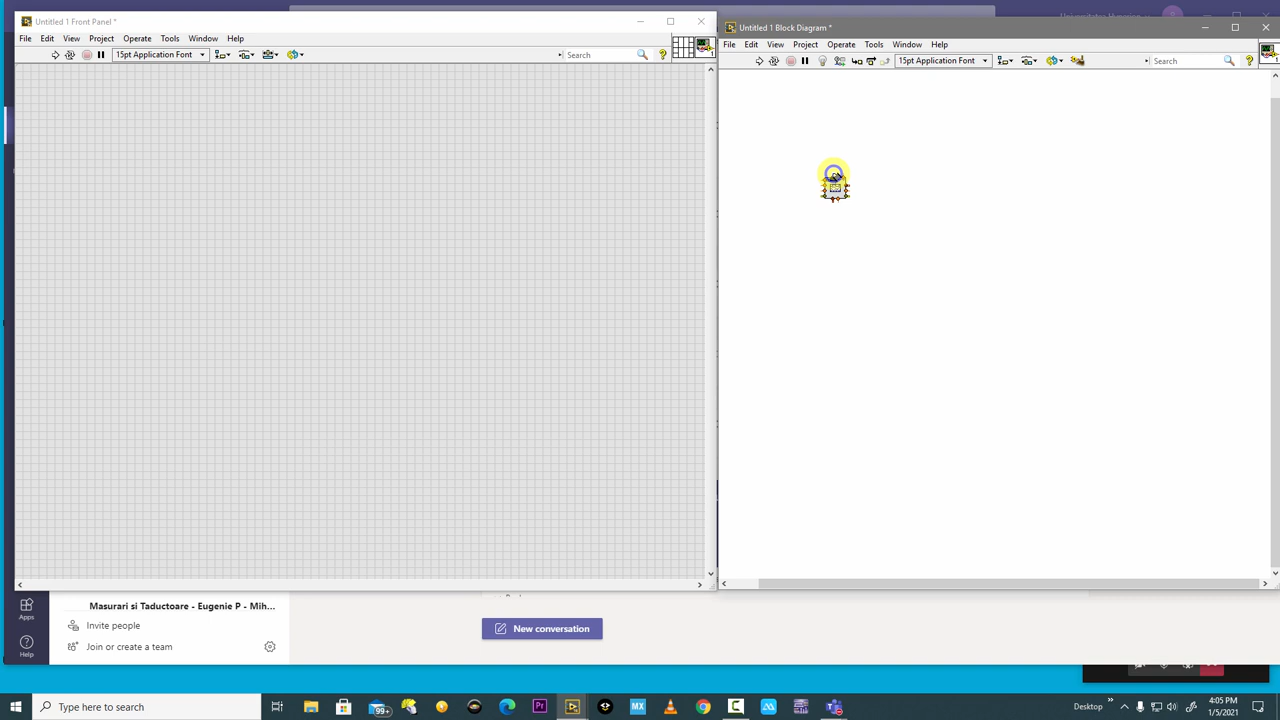 Untitled 1 Front Panel *
File Edit View Project Operate Tools Window Help
15pt Application Font
Search
Untitled 1 Block Diagram *
File Edit View Project Operate Tools Window Help
15pt Application Font
Search
Apps
Help
Masurari si Taductoare - Eugenie P - Mih...
Invite people
Join or create a team
New conversation
Type here to search
99+
Pr
MX
Desktop
4:05 PM
1/5/2021